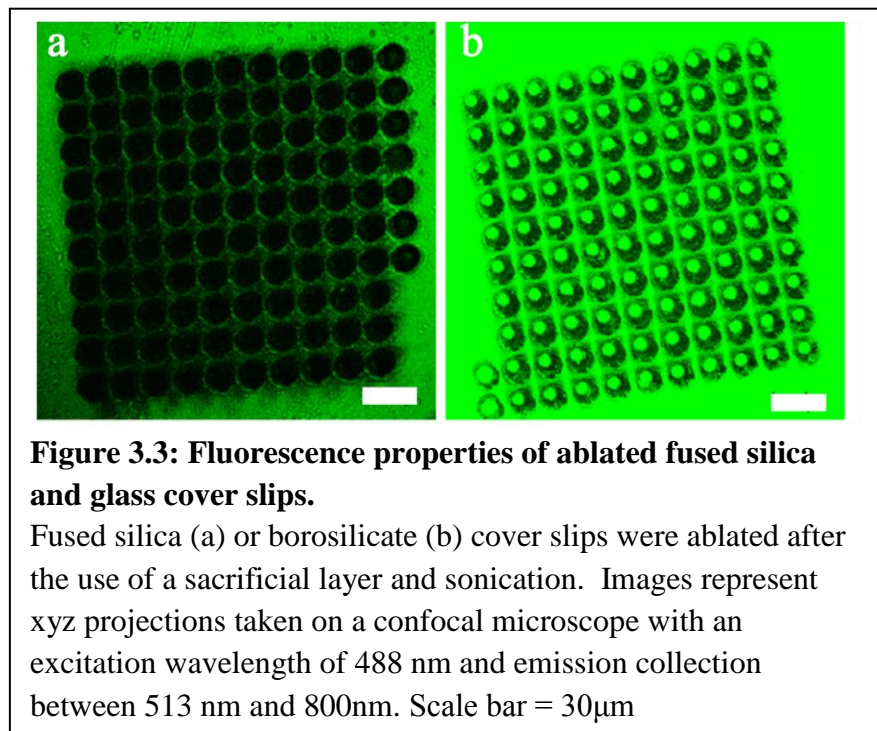 a b
Figure 3.3: Fluorescence properties of ablated fused silica
and glass cover slips.
Fused silica (a) or borosilicate (b) cover slips were ablated after
the use of a sacrificial layer and sonication. Images represent
xyz projections taken on a confocal microscope with an
excitation wavelength of 488 nm and emission collection
between 513 nm and 800nm. Scale bar = 30μm